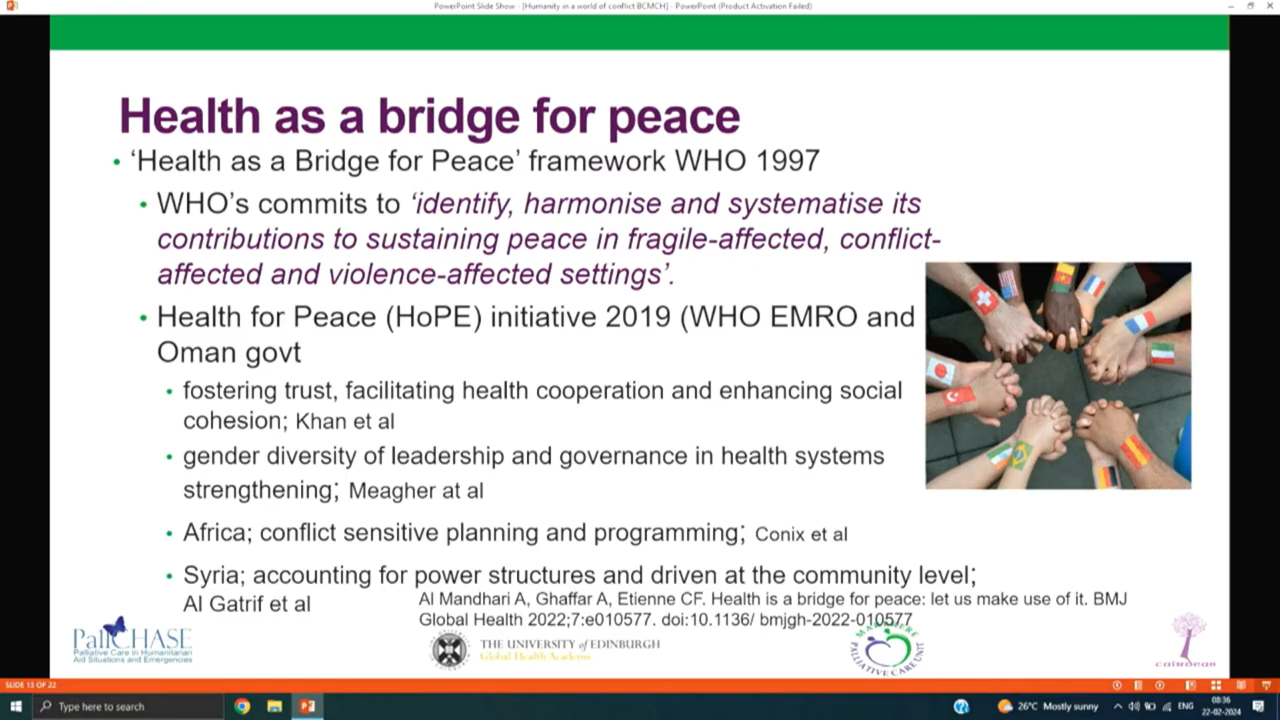 PowerPoint Slide Show - [Humanity in a world of conflict BCMCH] - PowerPoint (Product Activation Failed)
Health as a bridge for peace
• 'Health as a Bridge for Peace' framework WHO 1997
• WHO's commits to 'identify, harmonise and systematise its
contributions to sustaining peace in fragile-affected, conflict-
affected and violence-affected settings'.
• Health for Peace (HoPE) initiative 2019 (WHO EMRO and
Oman govt
• fostering trust, facilitating health cooperation and enhancing social
cohesion; Khan et al
• gender diversity of leadership and governance in health systems
strengthening; Meagher at al
• Africa; conflict sensitive planning and programming; Conix et al
• Syria; accounting for power structures and driven at the community level;
Al Gatrif et al
Al Mandhari A, Ghaffar A, Etienne CF. Health is a bridge for peace: let us make use of it. BMJ
Global Health 2022;7:e010577. doi:10.1136/ bmjgh-2022-010577
PallCHASE
Palliative Care in Humanitarian
Aid Situations and Emergencies
THE UNIVERSITY of EDINBURGH
Global Health Academy
MAKERERE
PALLIATIVE CARE UNIT
cairdeas
SLIDE 13 OF 22
Type here to search
26°C Mostly sunny
ENG
08:36
22-02-2024